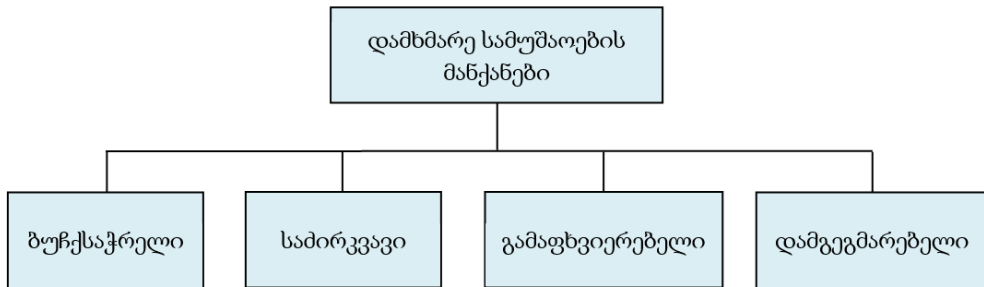 დამხმარე სამუშაოების
მანქანები
ბუჩქსაჭრელი
საძირკვავი
გამაფხვიერებელი
დამგეგმარებელი